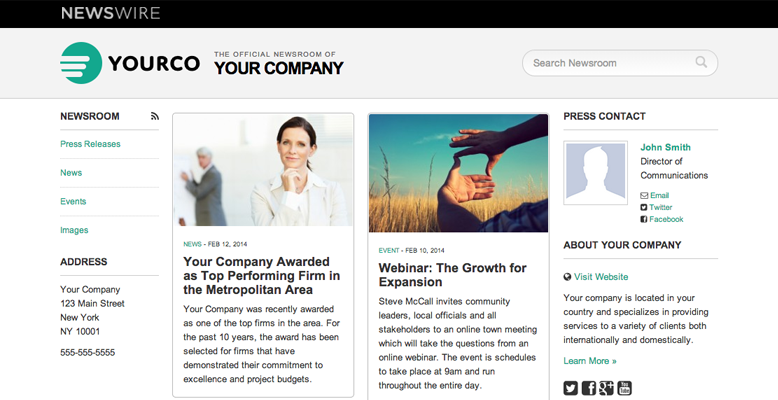 NEWSWIRE
YOURCO
THE OFFICIAL NEWSROOM OF
YOUR COMPANY
Search Newsroom
NEWSROOM
Press Releases
News
Events
Images
ADDRESS
Your Company
123 Main Street
New York
NY 10001
555-555-5555
NEWS - FEB 12, 2014
Your Company Awarded
as Top Performing Firm in
the Metropolitan Area
Your Company was recently awarded
as one of the top firms in the area. For
the past 10 years, the award has been
selected for firms that have
demonstrated their commitment to
excellence and project budgets.
EVENT - FEB 10, 2014
Webinar: The Growth for
Expansion
Steve McCall invites community
leaders, local officials and all
stakeholders to an online town meeting
which will take the questions from an
online webinar. The event is schedules
to take place at 9am and run
throughout the entire day.
PRESS CONTACT
John Smith
Director of
Communications
Email
Twitter
Facebook
ABOUT YOUR COMPANY
Visit Website
Your company is located in your
country and specializes in providing
services to a variety of clients both
internationally and domestically.
Learn More »
You Tube